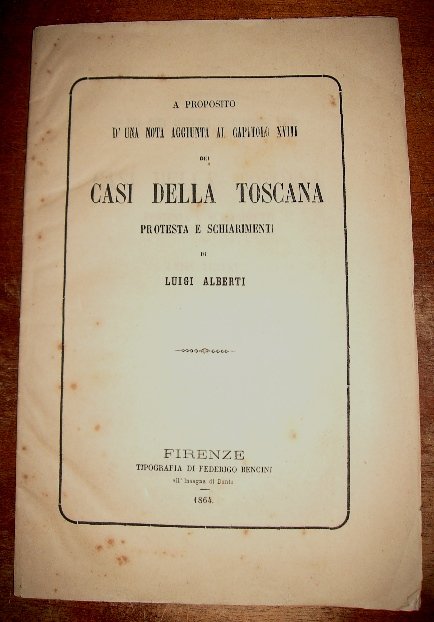 A PROPOSITO
D'UNA NOTA AGGIUNTA AL CAPITOLO XVIII
DEI
CASI DELLA TOSCANA
PROTESTA E SCHIARIMENTI
DI
LUIGI ALBERTI
FIRENZE
TIPOGRAFIA DI FEDERIGO BENCINI
all' Insegna di Dante
1864.